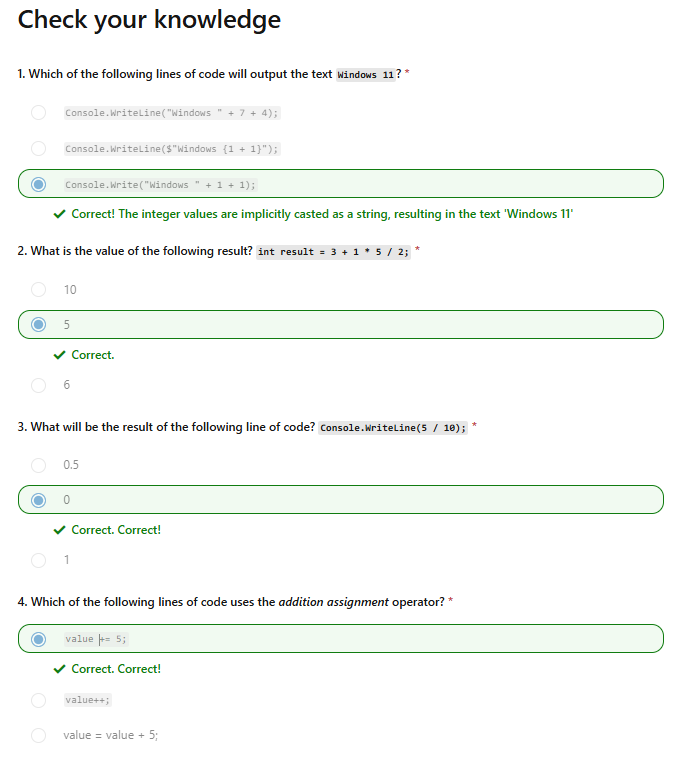 Check your knowledge
1. Which of the following lines of code will output the text Windows 11? *
Console.WriteLine("Windows " + 7 + 4);
Console.WriteLine($"Windows {1 + 1}");
Console.Write("Windows " + 1 + 1);
Correct! The integer values are implicitly casted as a string, resulting in the text 'Windows 11'
2. What is the value of the following result? int result = 3 + 1 * 5 / 2; *
10
5
Correct.
6
3. What will be the result of the following line of code? Console.WriteLine(5 / 10); *
0.5
0
Correct. Correct!
1
4. Which of the following lines of code uses the addition assignment operator? *
value += 5;
Correct. Correct!
value++;
value = value + 5;